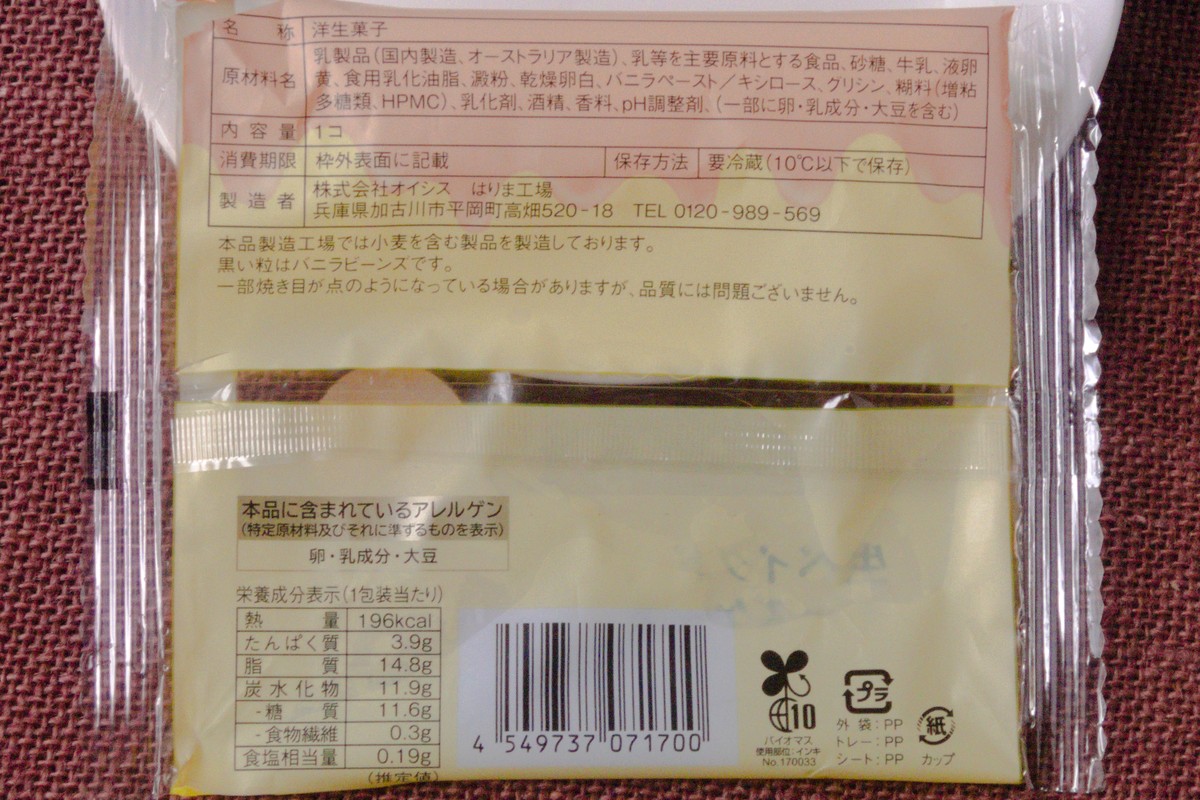 名称 洋生菓子
原材料名 乳製品(国内製造、オーストラリア製造)、乳等を主要原料とする食品、砂糖、牛乳、液卵
黄、食用乳化油脂、澱粉、乾燥卵白、バニラペースト/キシロース、グリシン、糊料(増粘
多糖類、HPMC)、乳化剤、酒精、香料、pH調整剤、(一部に卵・乳成分・大豆を含む)
内容量 1コ
消費期限 枠外表面に記載 保存方法 要冷蔵(10℃以下で保存)
製造者 株式会社オイシス はりま工場
兵庫県加古川市平岡町高畑520-18 TEL 0120-989-569
本品製造工場では小麦を含む製品を製造しております。
黒い粒はバニラビーンズです。
一部焼き目が点のようになっている場合がありますが、品質には問題ございません。
本品に含まれているアレルゲン
(特定原材料及びそれに準ずるものを表示)
卵・乳成分・大豆
栄養成分表示(1包装当たり)
熱量 196kcal
たんぱく質 3.9g
脂質 14.8g
炭水化物 11.9g
-糖質 11.6g
-食物繊維 0.3g
食塩相当量 0.19g
(推定値)
4 549737 071700
10
バイオマス
使用部位:インキ
No.170033
プラ
外袋:PP
トレー:PP
シート:PP
紙
カップ